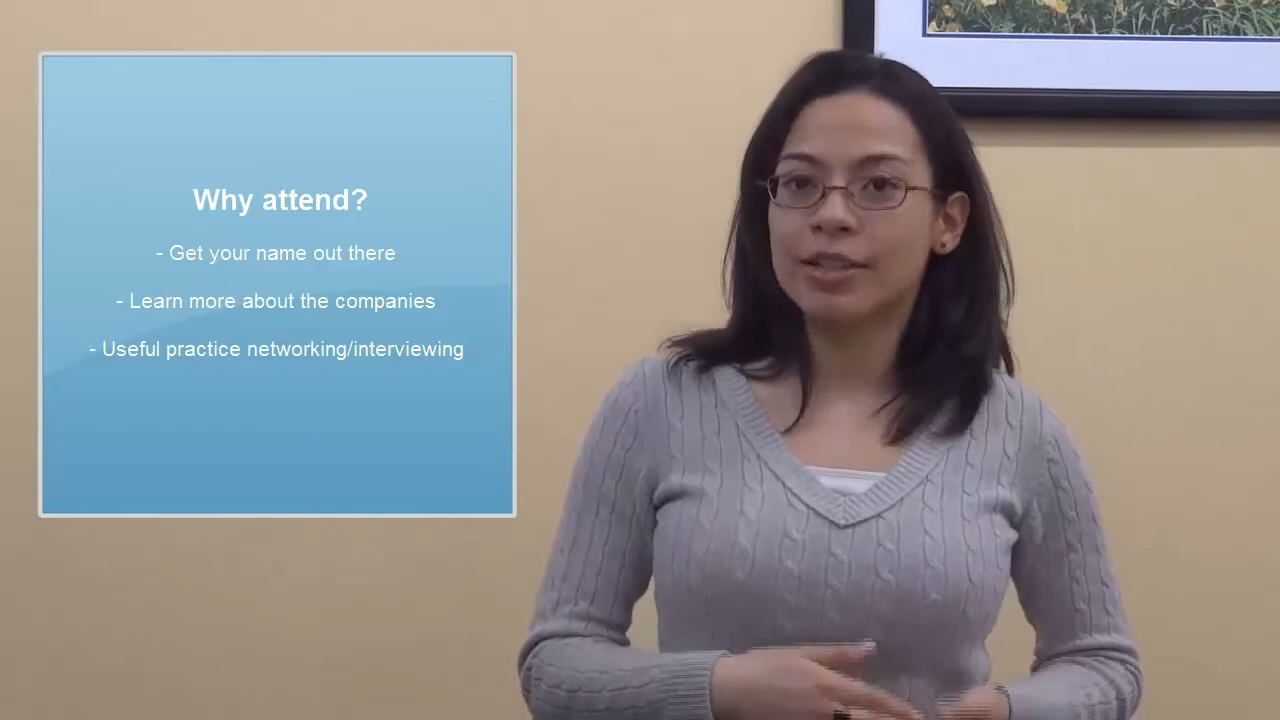 Why attend?
- Get your name out there
- Learn more about the companies
- Useful practice networking/interviewing